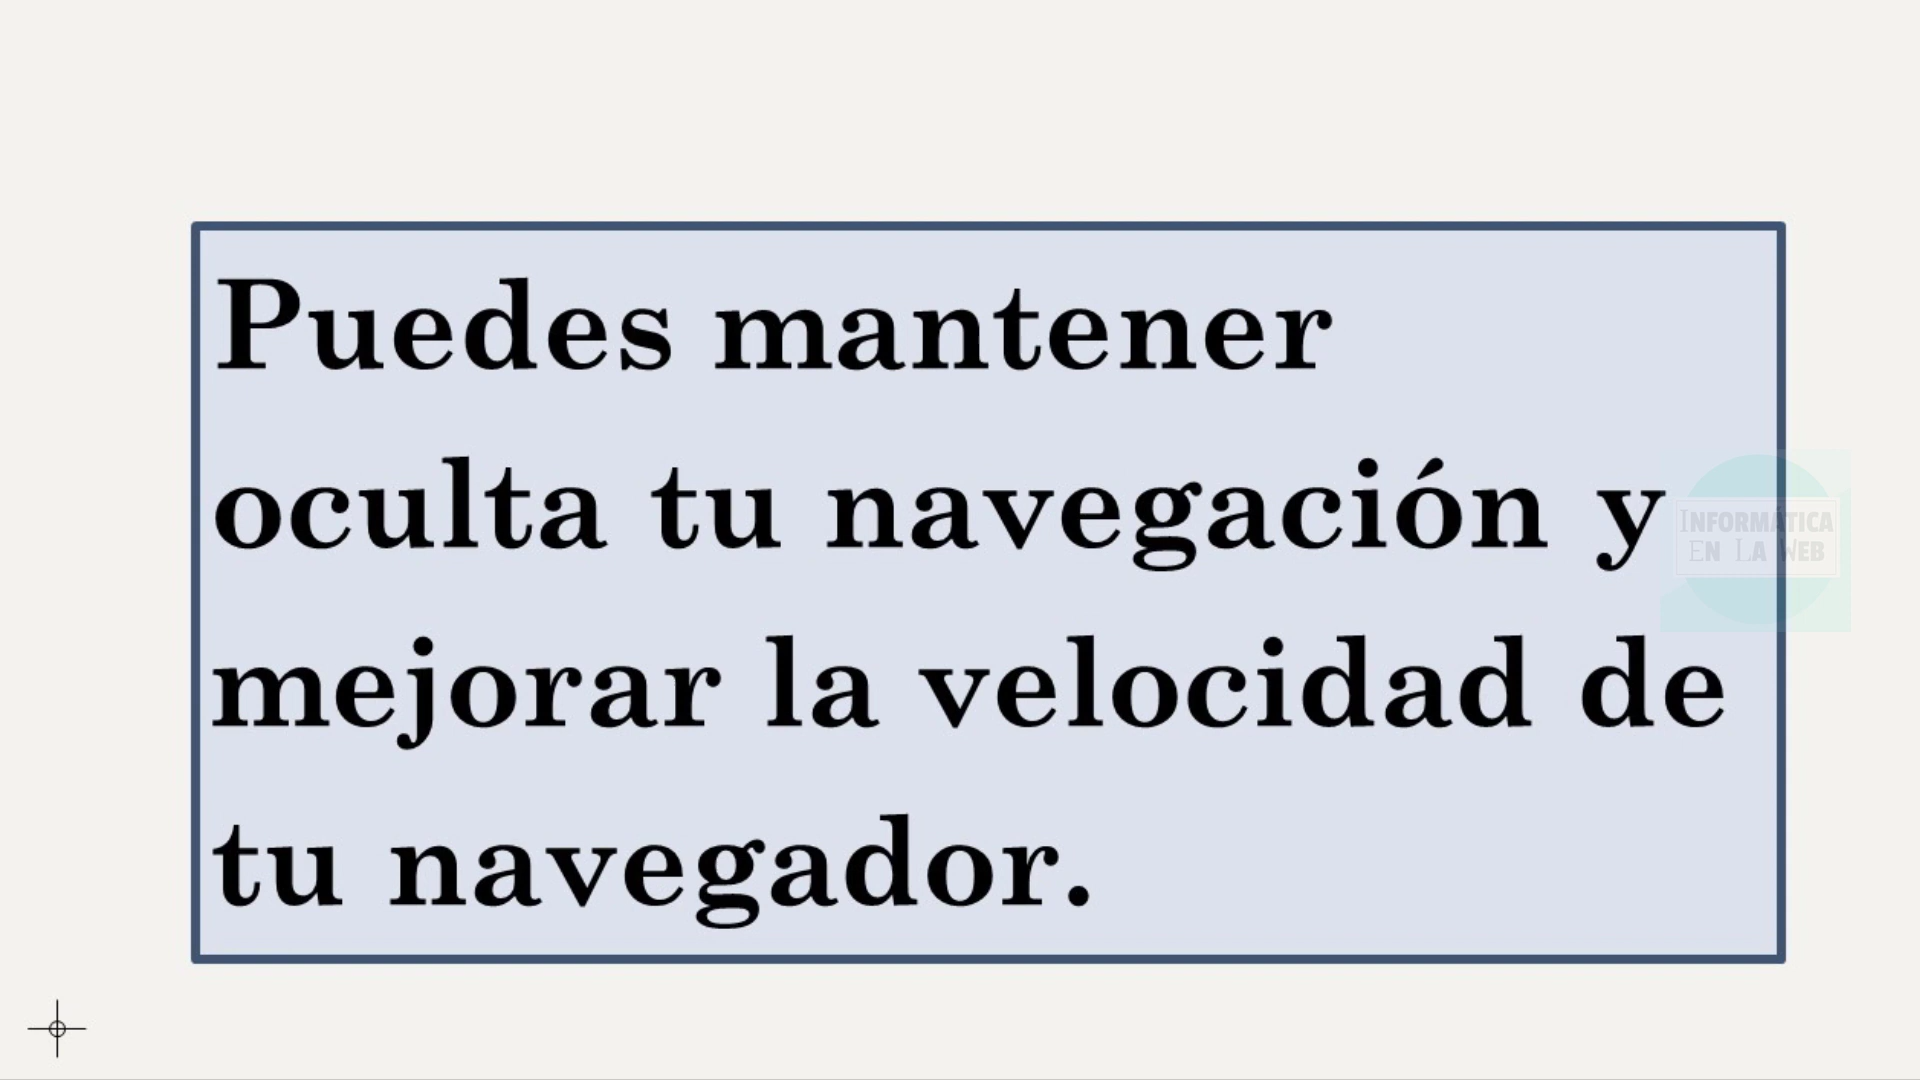 Puedes mantener
oculta tu navegación y
mejorar la velocidad de
tu navegador.
INFORMÁTICA
EN LA WEB